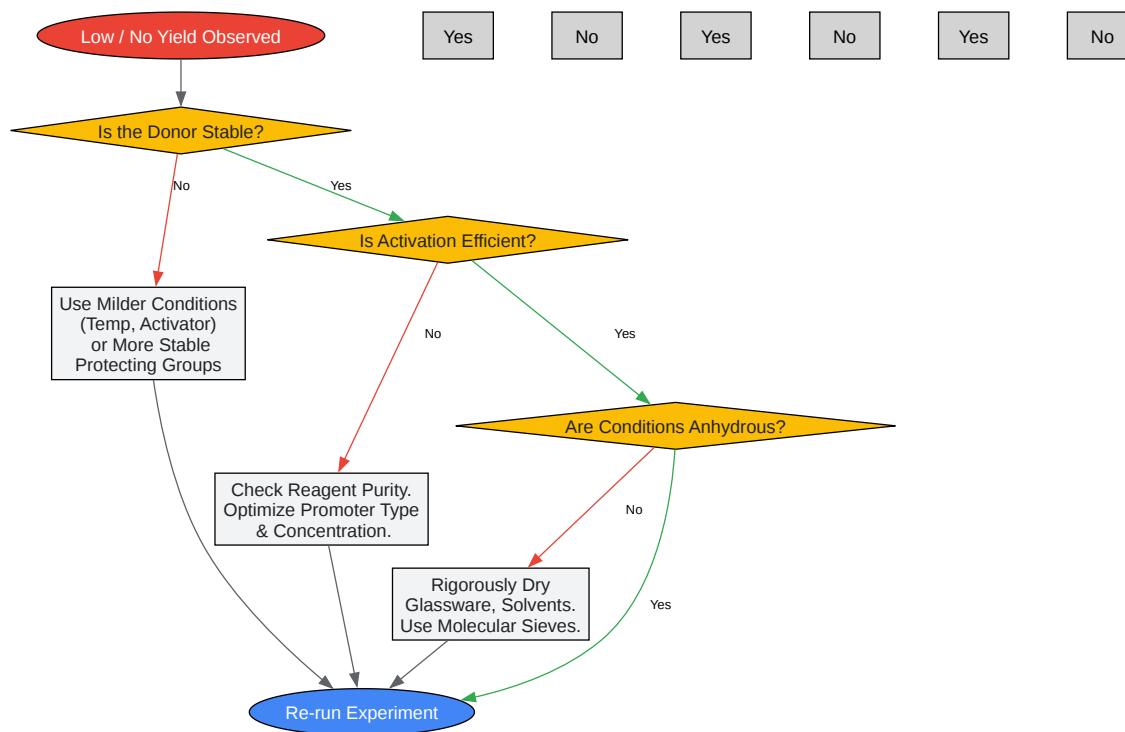 Low / No Yield Observed
Yes
No
Yes
No
Yes
No
Is the Donor Stable?
No
Yes
Is Activation Efficient?
Use Milder Conditions
(Temp, Activator)
or More Stable
Protecting Groups
No
Yes
Are Conditions Anhydrous?
Check Reagent Purity.
Optimize Promoter Type
& Concentration.
No
Rigorously Dry
Glassware, Solvents.
Use Molecular Sieves.
Yes
Re-run Experiment